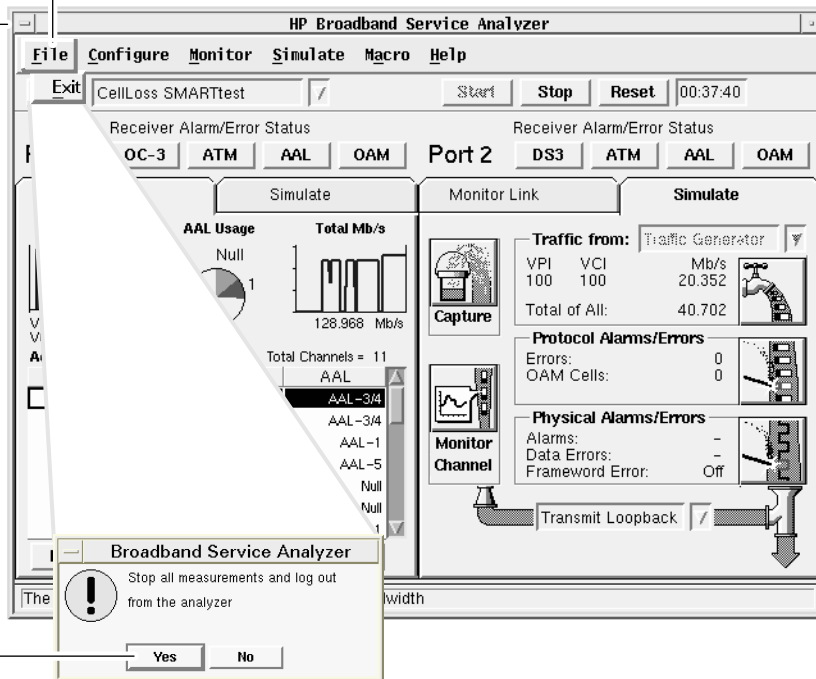 HP Broadband Service Analyzer
File Configure Monitor Simulate Macro Help
Exit CellLoss SMARTtest Start Stop Reset 00:37:40
Receiver Alarm/Error Status Receiver Alarm/Error Status
OC-3 ATM AAL OAM Port 2 DS3 ATM AAL OAM
Simulate Monitor Link Simulate
AAL Usage Total Mb/s
Null
1
128.968 Mb/s
Total Channels = 11
AAL
AAL-3/4
AAL-3/4
AAL-1
AAL-5
Null
Null
1
Capture
Monitor
Channel
Traffic from: Traffic Generator
VPI VCI Mb/s
100 100 20.352
Total of All: 40.702
Protocol Alarms/Errors
Errors: 0
OAM Cells: 0
Physical Alarms/Errors
Alarms: –
Data Errors: –
Frameword Error: Off
Transmit Loopback
The
Broadband Service Analyzer
Stop all measurements and log out
from the analyzer
Yes No